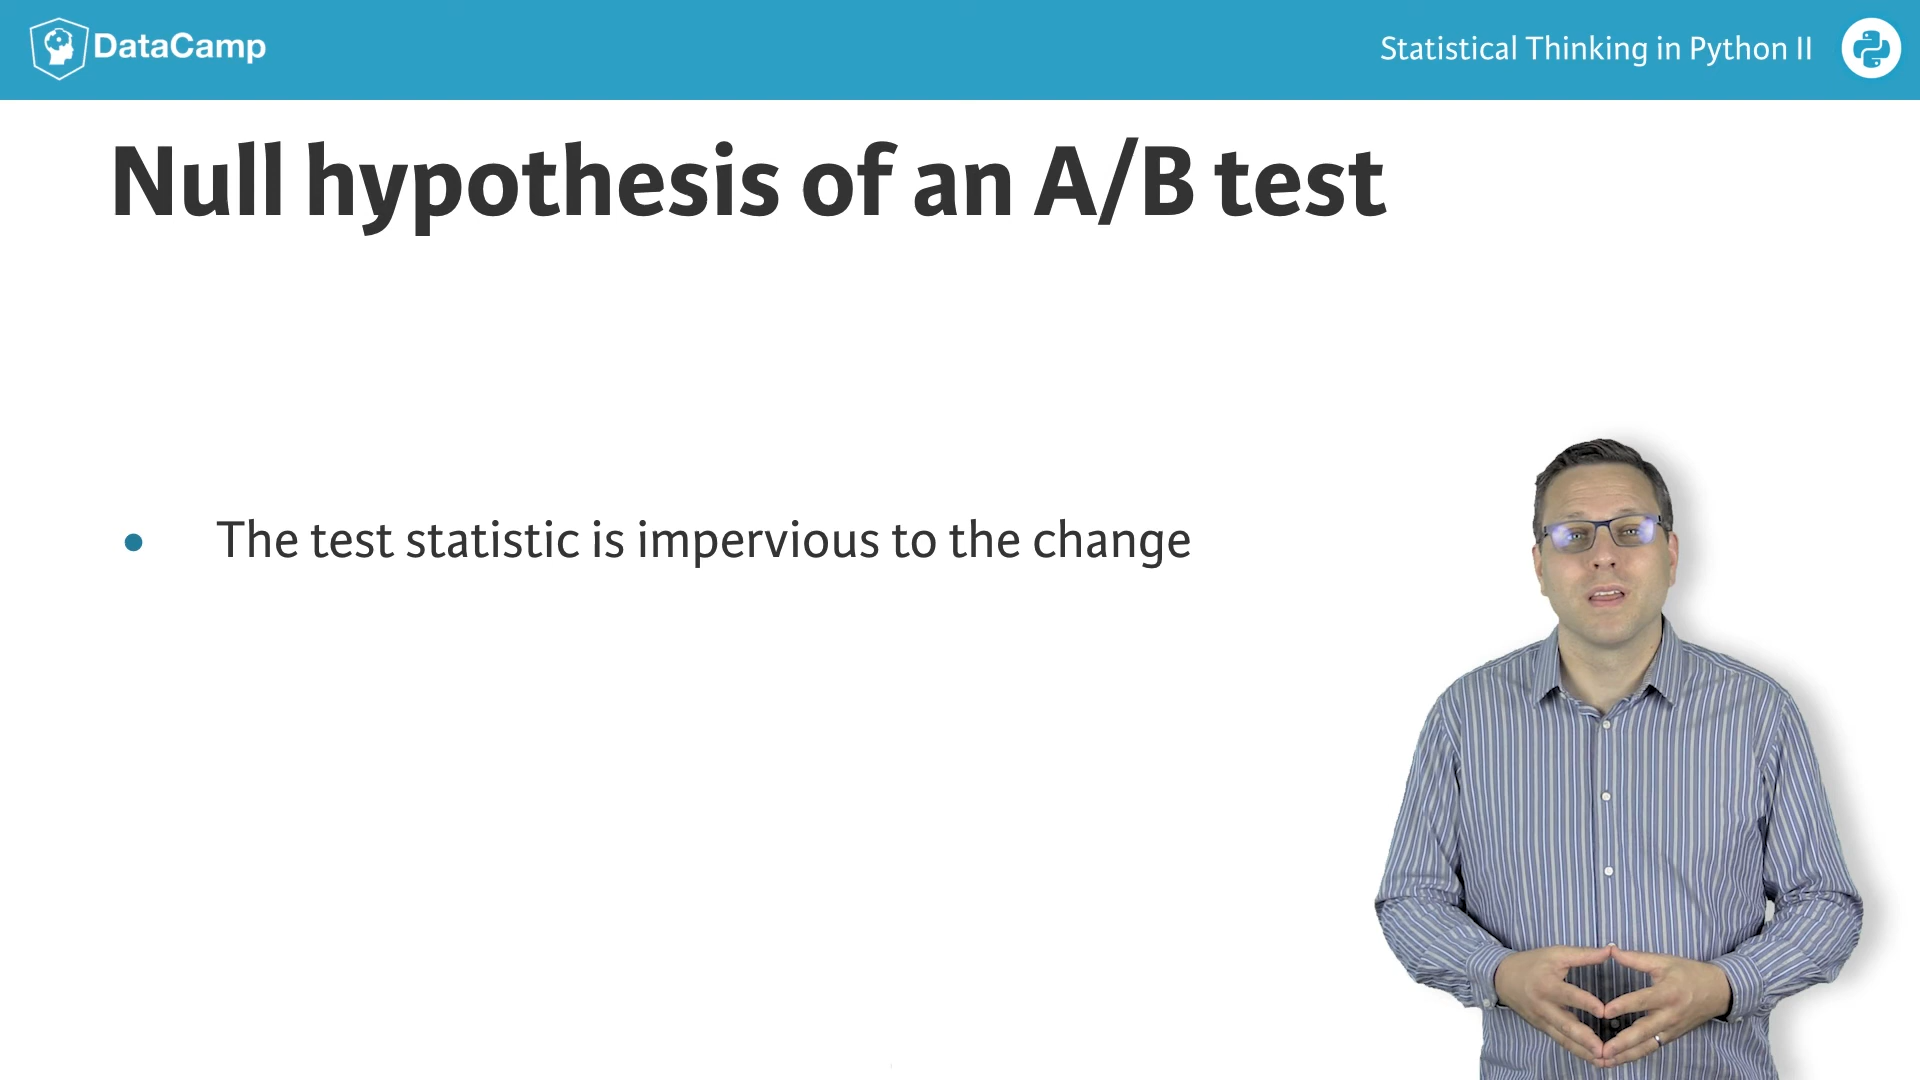 DataCamp
Statistical Thinking in Python II
Null hypothesis of an A/B test
• The test statistic is impervious to the change